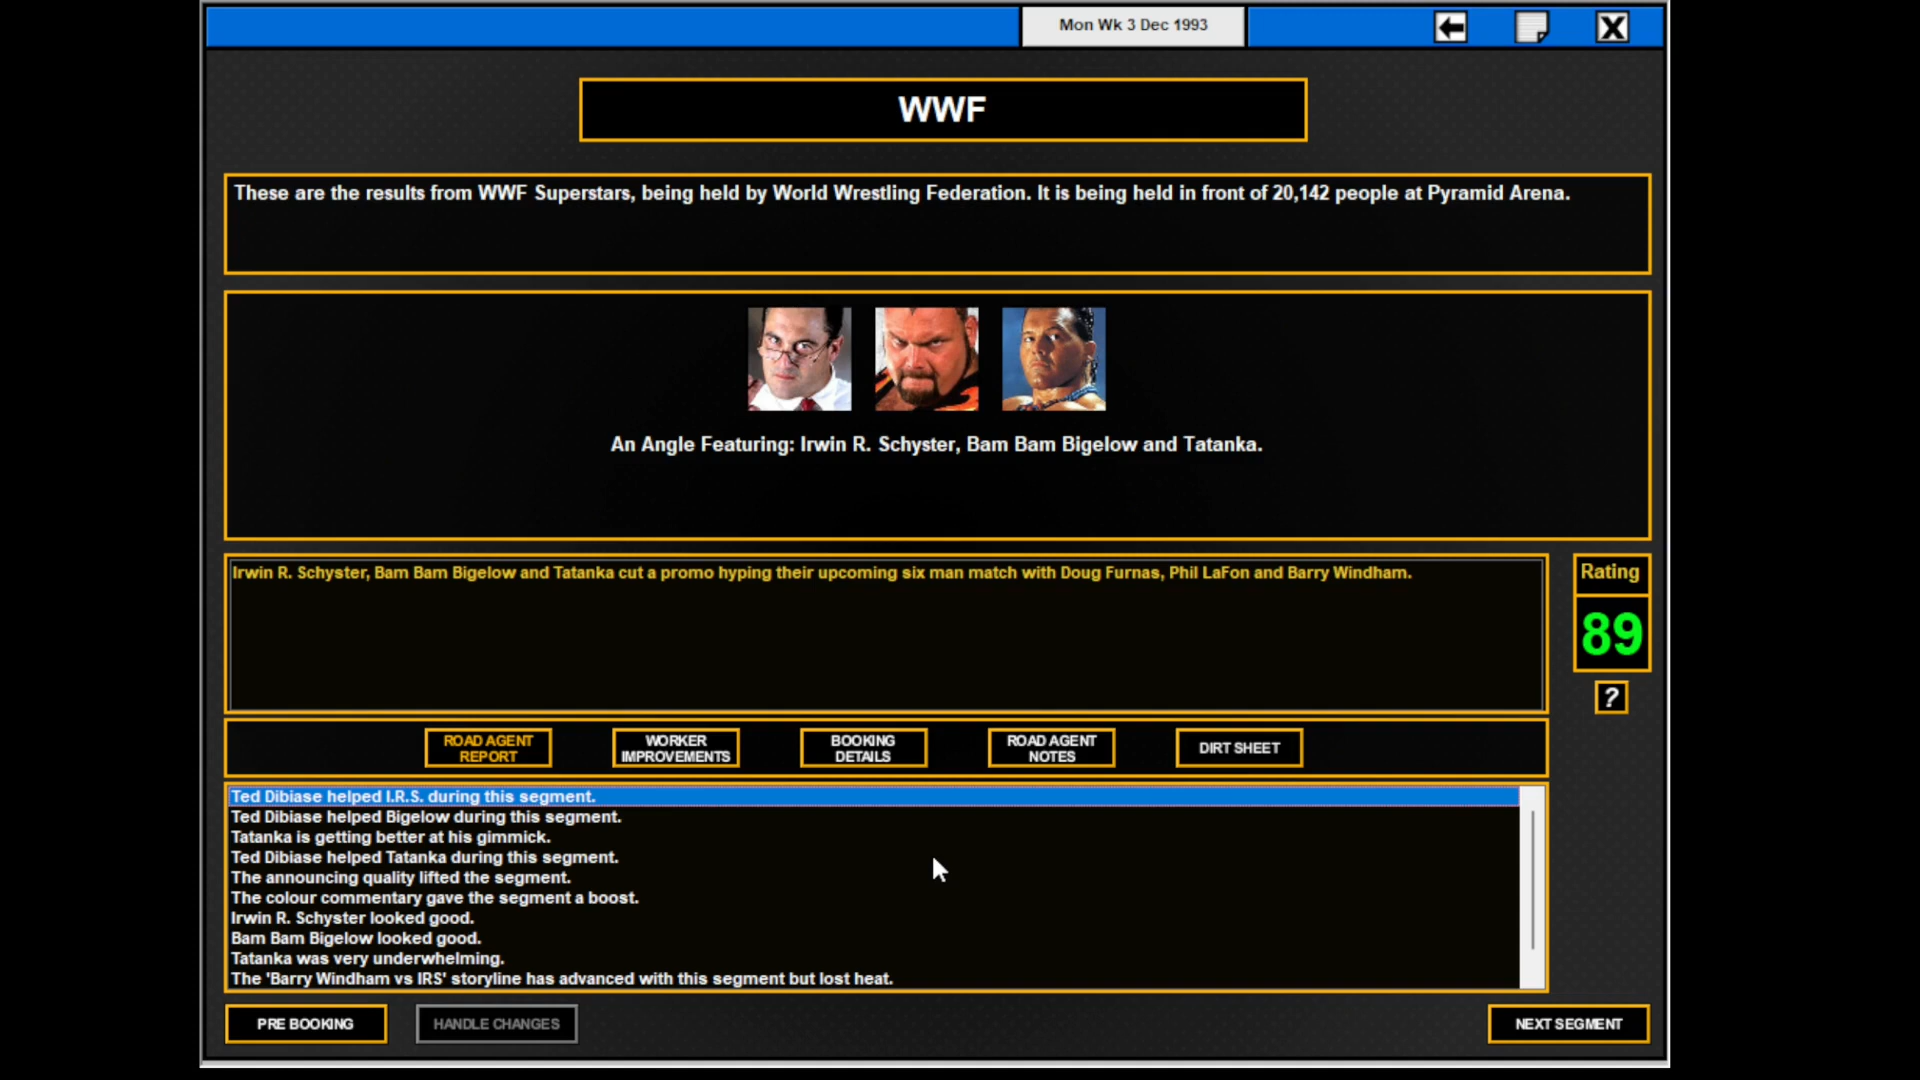 Mon Wk 3 Dec 1993
WWF
These are the results from WWF Superstars, being held by World Wrestling Federation. It is being held in front of 20,142 people at Pyramid Arena.
An Angle Featuring: Irwin R. Schyster, Bam Bam Bigelow and Tatanka.
Irwin R. Schyster, Bam Bam Bigelow and Tatanka cut a promo hyping their upcoming six man match with Doug Furnas, Phil LaFon and Barry Windham.
Rating
89
?
ROAD AGENT
REPORT
WORKER
IMPROVEMENTS
BOOKING
DETAILS
ROAD AGENT
NOTES
DIRT SHEET
Ted Dibiase helped I.R.S. during this segment.
Ted Dibiase helped Bigelow during this segment.
Tatanka is getting better at his gimmick.
Ted Dibiase helped Tatanka during this segment.
The announcing quality lifted the segment.
The colour commentary gave the segment a boost.
Irwin R. Schyster looked good.
Bam Bam Bigelow looked good.
Tatanka was very underwhelming.
The 'Barry Windham vs IRS' storyline has advanced with this segment but lost heat.
PRE BOOKING
HANDLE CHANGES
NEXT SEGMENT